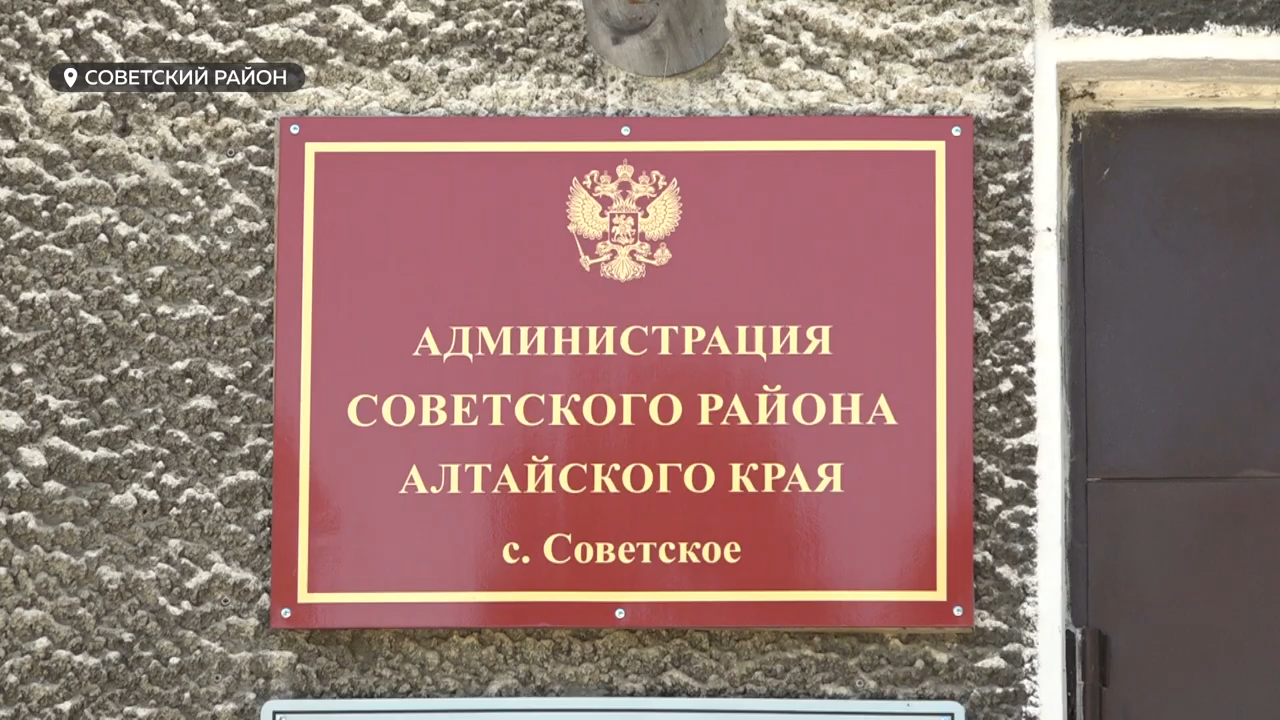 СОВЕТСКИЙ РАЙОН
АДМИНИСТРАЦИЯ
СОВЕТСКОГО РАЙОНА
АЛТАЙСКОГО КРАЯ
с. Советское